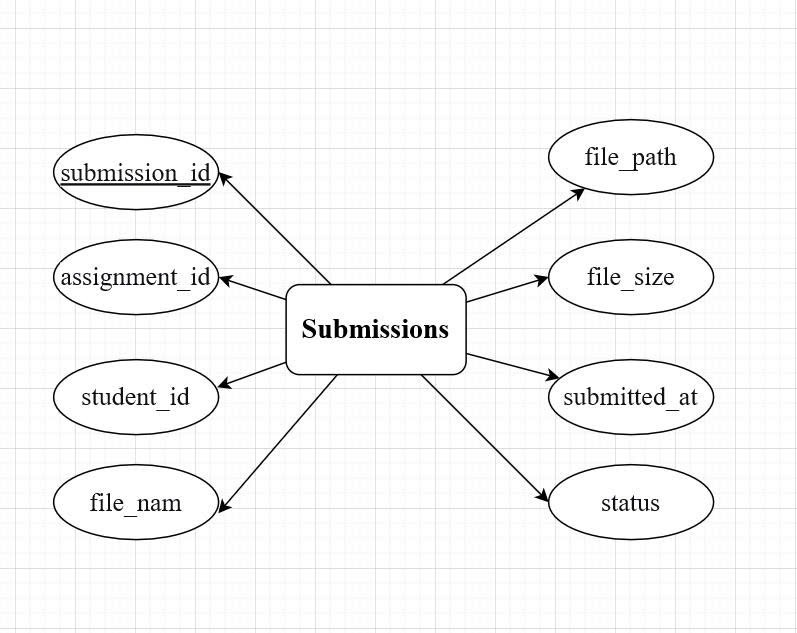 submission_id
assignment_id
student_id
file_nam
Submissions
file_path
file_size
submitted_at
status